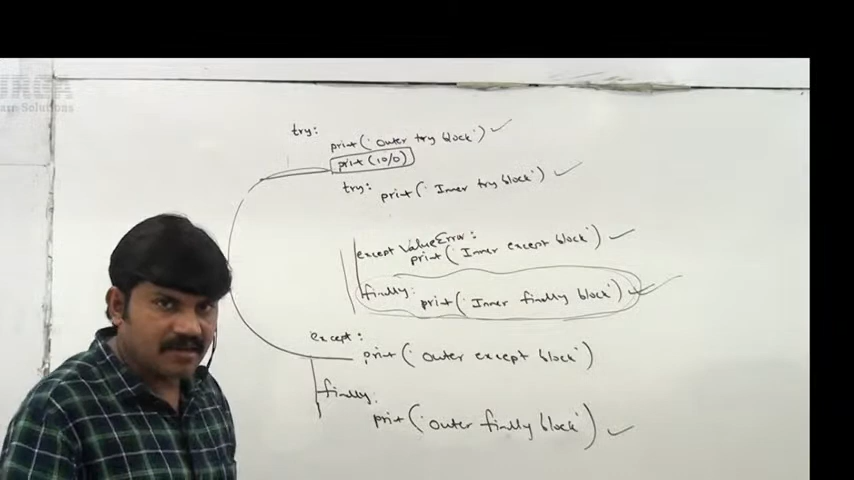 try:
print('Outer try block')
print(10/0)
try: print('Inner try block')
except ValueError:
print('Inner except block')
finally: print('Inner finally block')
except:
print('Outer except block')
finally:
print('Outer finally block')